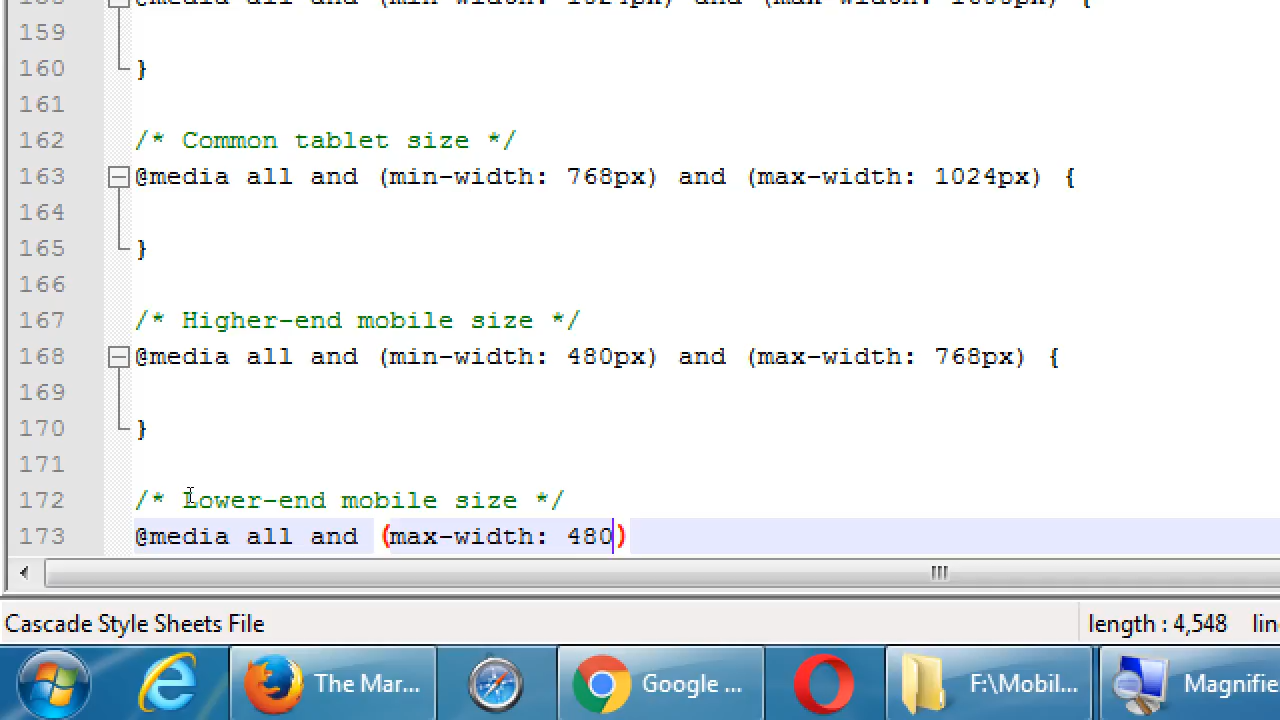 159
160 }
161
162 /* Common tablet size */
163 @media all and (min-width: 768px) and (max-width: 1024px) {
164
165 }
166
167 /* Higher-end mobile size */
168 @media all and (min-width: 480px) and (max-width: 768px) {
169
170 }
171
172 /* Lower-end mobile size */
173 @media all and (max-width: 480)
Cascade Style Sheets File length : 4,548 lin
The Mar... Google ... F:\Mobil... Magnifie